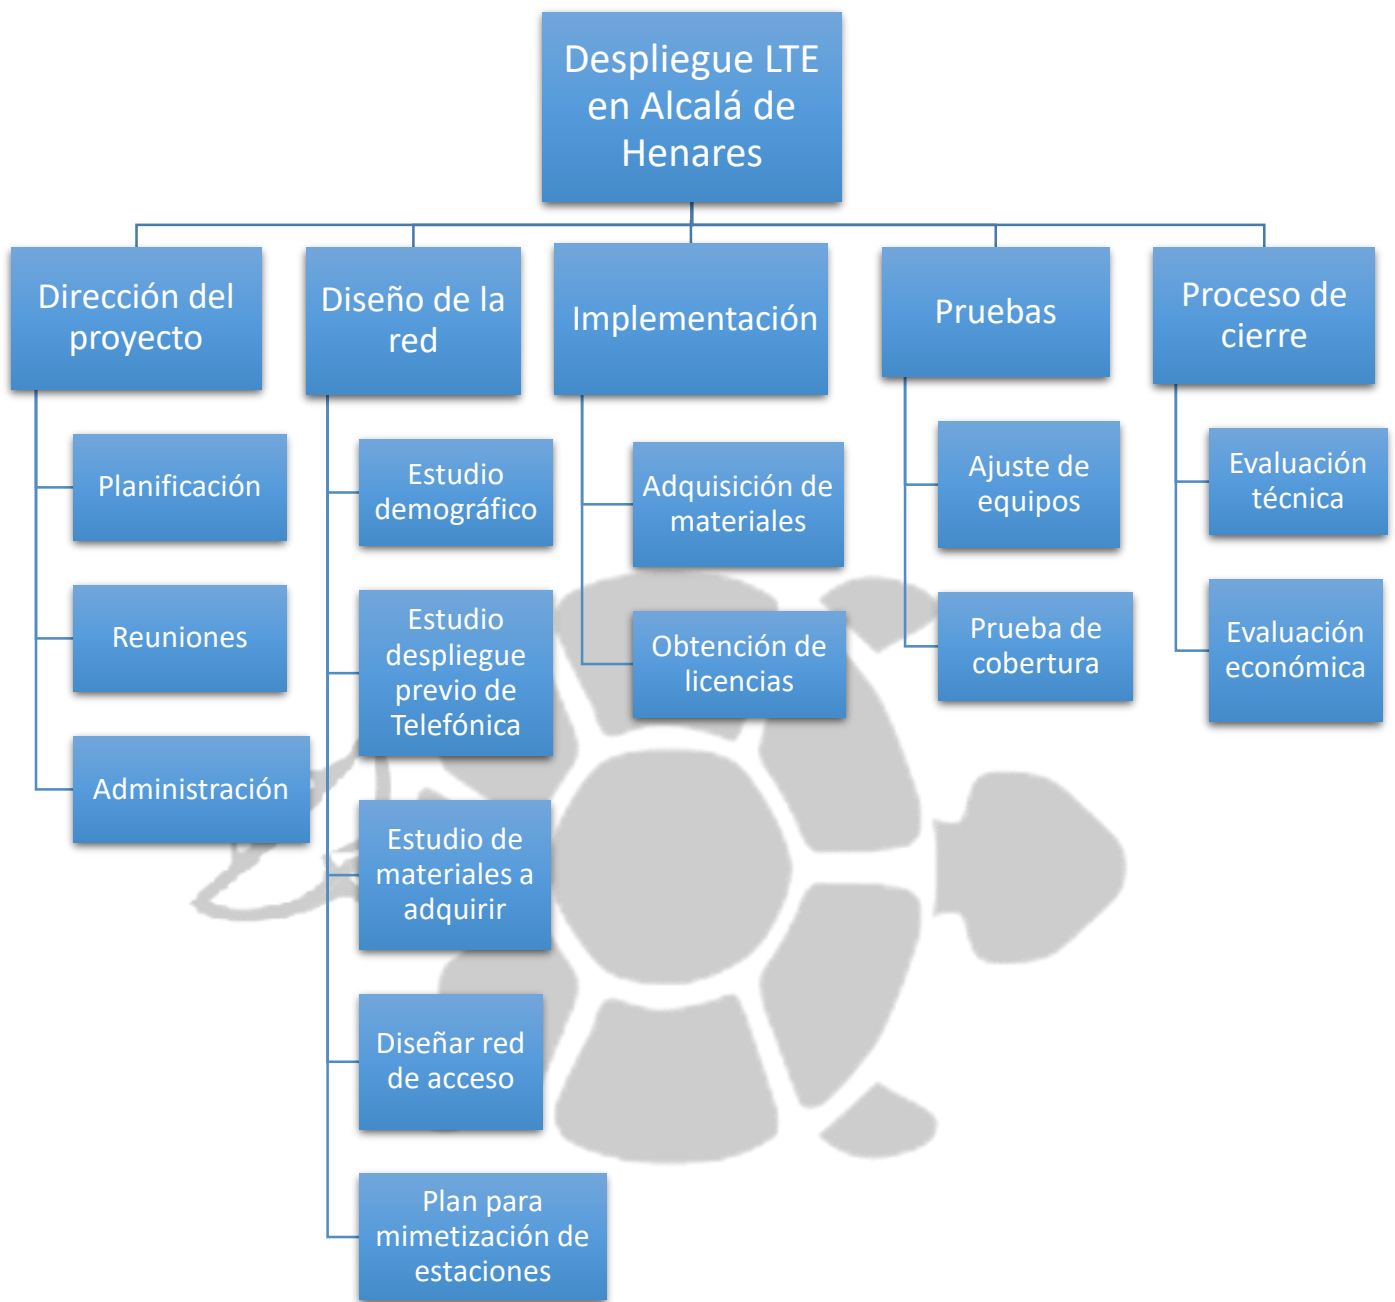 Despliegue LTE
en Alcalá de
Henares
Dirección del
proyecto
Planificación
Reuniones
Administración
Diseño de la
red
Estudio
demográfico
Estudio
despliegue
previo de
Telefónica
Estudio de
materiales a
adquirir
Diseñar red
de acceso
Plan para
mimetización de
estaciones
Implementación
Adquisición de
materiales
Obtención de
licencias
Pruebas
Ajuste de
equipos
Prueba de
cobertura
Proceso de
cierre
Evaluación
técnica
Evaluación
económica